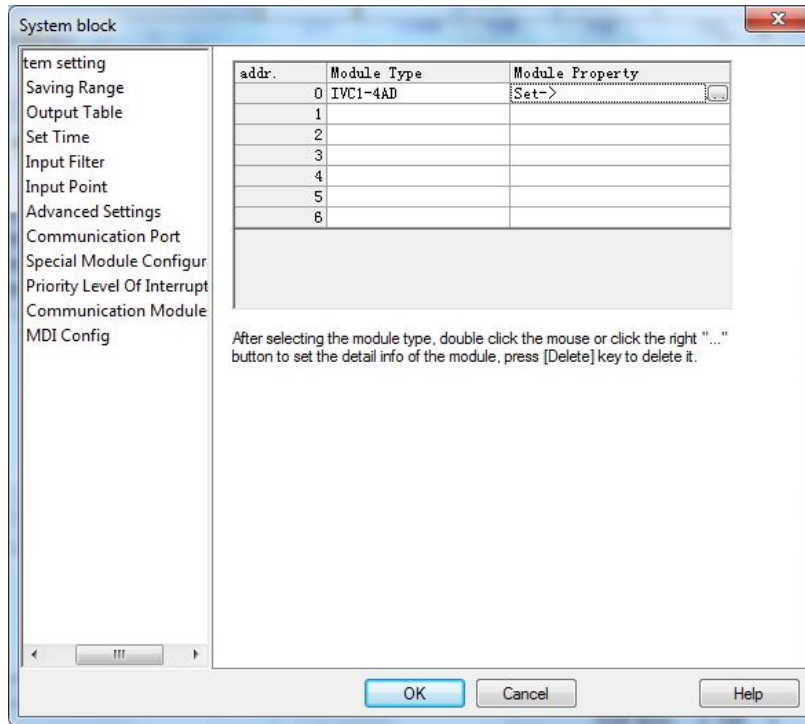 System block
tem setting
Saving Range
Output Table
Set Time
Input Filter
Input Point
Advanced Settings
Communication Port
Special Module Configur
Priority Level Of Interrupt
Communication Module
MDI Config
addr. Module Type Module Property
0 IVC1-4AD Set-> ...
1
2
3
4
5
6
After selecting the module type, double click the mouse or click the right "..."
button to set the detail info of the module, press [Delete] key to delete it.
OK Cancel Help